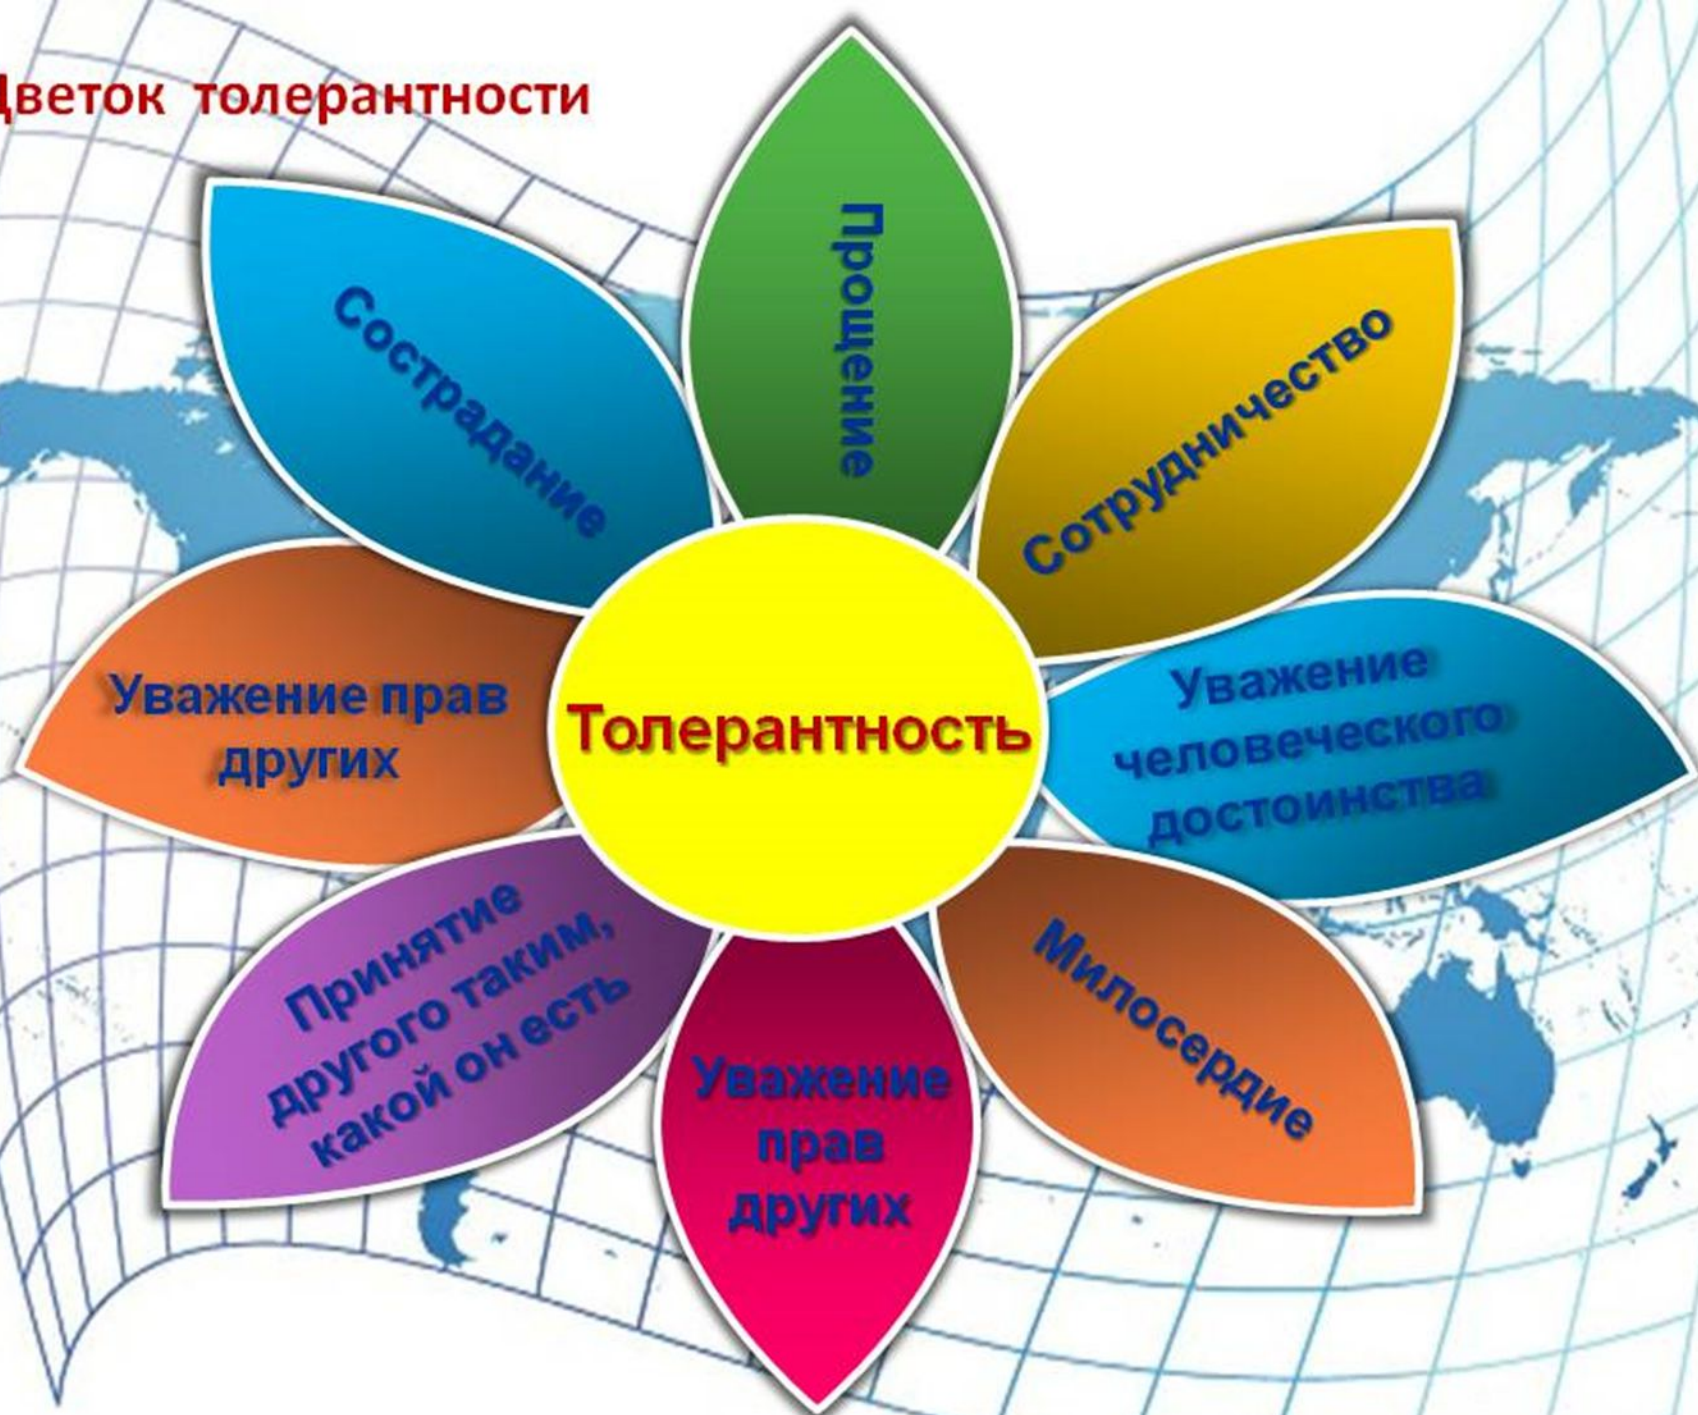 Цветок толерантности
Прощение
Сострадание
Сотрудничество
Уважение прав
других
Толерантность
Уважение
человеческого
достоинства
Принятие
другого таким,
какой он есть
Уважение
прав
других
Милосердие